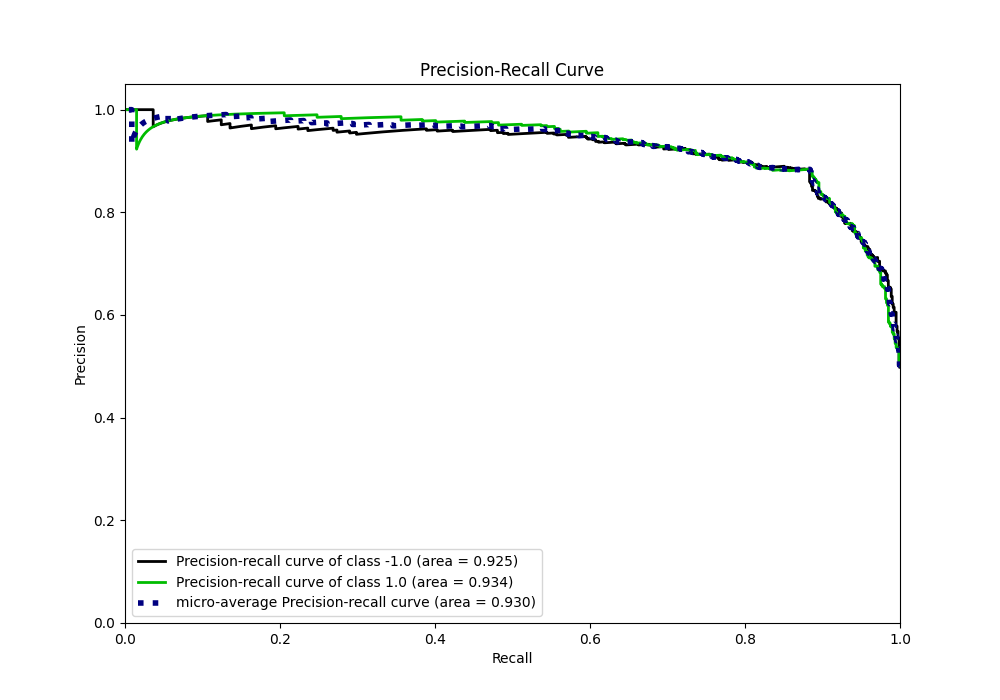 Precision-Recall Curve
1.0
0.8
0.6
0.4
0.2
0.0
Precision
Precision-recall curve of class -1.0 (area = 0.925)
Precision-recall curve of class 1.0 (area = 0.934)
micro-average Precision-recall curve (area = 0.930)
0.0 0.2 0.4 0.6 0.8 1.0
Recall